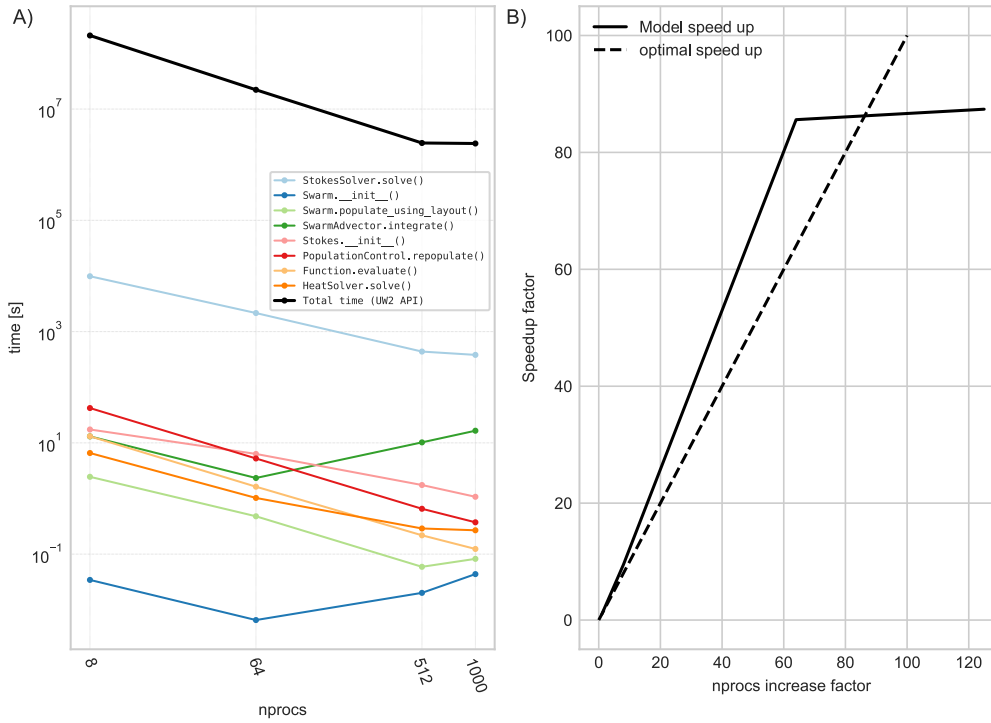 A)
time [s]
10^7
10^5
10^3
10^1
10^−1
StokesSolver.solve()
Swarm.__init__()
Swarm.populate_using_layout()
SwarmAdvector.integrate()
Stokes.__init__()
PopulationControl.repopulate()
Function.evaluate()
HeatSolver.solve()
Total time (UW2 API)
8
64
512
1000
nprocs
B)
Model speed up
optimal speed up
Speedup factor
100
80
60
40
20
0
0
20
40
60
80
100
120
nprocs increase factor